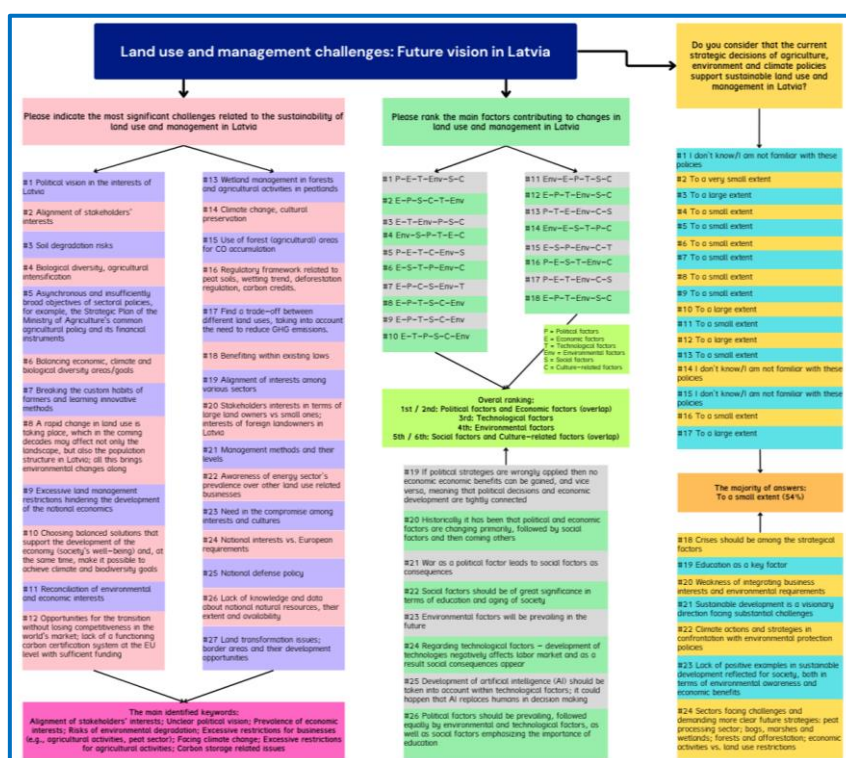 Land use and management challenges: Future vision in Latvia
Please indicate the most significant challenges related to the sustainability of
land use and management in Latvia
#1 Political vision in the interests of
Latvia
#2 Alignment of stakeholders'
interests
#3 Soil degradation risks
#4 Biological diversity, agricultural
intensification
#5 Asynchronous and insufficiently
broad objectives of sectoral policies,
for example, the Strategic Plan of the
Ministry of Agriculture's common
agricultural policy and its financial
instruments
#6 Balancing economic, climate and
biological diversity areas/goals
#7 Breaking the custom habits of
farmers and learning innovative
methods
#8 A rapid change in land use is
taking place, which in the coming
decades may affect not only the
landscape, but also the population
structure in Latvia; all this brings
environmental changes along
#9 Excessive land management
restrictions hindering the development
of the national economics
#10 Choosing balanced solutions that
support the development of the
economy (society's well-being) and, at
the same time, make it possible to
achieve climate and biodiversity goals
#11 Reconciliation of environmental
and economic interests
#12 Opportunities for the transition
without losing competitiveness in the
world's market; lack of a functioning
carbon certification system at the EU
level with sufficient funding
#13 Wetland management in forests
and agricultural activities in peatlands
#14 Climate change, cultural
preservation
#15 Use of forest (agricultural) areas
for CO accumulation
#16 Regulatory framework related to
peat soils, wetting trend, deforestation
regulation, carbon credits.
#17 Find a trade-off between
different land uses, taking into account
the need to reduce GHG emissions.
#18 Benefiting within existing laws
#19 Alignment of interests among
various sectors
#20 Stakeholders interests in terms of
large land owners vs small ones;
interests of foreign landowners in
Latvia
#21 Management methods and their
levels
#22 Awareness of energy sector's
prevalence over other land use related
businesses
#23 Need in the compromise among
interests and cultures
#24 National interests vs. European
requirements
#25 National defense policy
#26 Lack of knowledge and data
about national natural resources, their
extent and availability
#27 Land transformation issues;
border areas and their development
opportunities
The main identified keywords:
Alignment of stakeholders' interests; Unclear political vision; Prevalence of economic
interests; Risks of environmental degradation; Excessive restrictions for businesses
(e.g., agricultural activities, peat sector); Facing climate change; Excessive restrictions
for agricultural activities; Carbon storage related issues
Please rank the main factors contributing to changes in
land use and management in Latvia
#1 P-E-T-Env-S-C
#2 E-P-S-C-T-Env
#3 E-T-Env-P-S-C
#4 Env-S-P-T-E-C
#5 P-E-T-C-Env-S
#6 E-S-T-P-Env-C
#7 E-P-C-S-Env-T
#8 E-P-T-S-C-Env
#9 E-P-T-S-C-Env
#10 E-T-P-S-C-Env
#11 Env-E-P-T-S-C
#12 E-P-T-Env-S-C
#13 P-T-E-Env-C-S
#14 Env-E-S-P-T-C
#15 E-S-P-Env-C-T
#16 P-E-S-T-Env-C
#17 P-E-T-Env-C-S
#18 E-P-T-Env-S-C
P = Political factors
E = Economic factors
T = Technological factors
Env = Environmental factors
S = Social factors
C = Culture-related factors
Overal ranking:
1st / 2nd: Political factors and Economic factors (overlap)
3rd: Technological factors
4th: Environmental factors
5th / 6th: Social factors and Culture-related factors (overlap)
#19 If political strategies are wrongly applied then no
economic economic benefits can be gained, and vice
versa, meaning that political decisions and economic
development are tightly connected
#20 Historically it has been that political and economic
factors are changing primarily, followed by social
factors and then coming others
#21 War as a political factor leads to social factors as
consequences
#22 Social factors should be of great significance in
terms of education and aging of society
#23 Environmental factors will be prevailing in
the future
#24 Regarding technological factors – development of
technologies negatively affects labor market and as a
result social consequences appear
#25 Development of artificial intelligence (AI) should be
taken into account within technological factors; it could
happen that AI replaces humans in decision making
#26 Political factors should be prevailing, followed
equally by environmental and technological factors, as
well as social factors emphasizing the importance of
education
Do you consider that the current
strategic decisions of agriculture,
environment and climate policies
support sustainable land use and
management in Latvia?
#1 I don't know/I am not familiar with these
policies
#2 To a very small extent
#3 To a large extent
#4 To a small extent
#5 To a small extent
#6 To a small extent
#7 To a small extent
#8 To a small extent
#9 To a small extent
#10 To a large extent
#11 To a small extent
#12 To a large extent
#13 To a small extent
#14 I don't know/I am not familiar with these
policies
#15 I don't know/I am not familiar with these
policies
#16 To a small extent
#17 To a large extent
The majority of answers:
To a small extent (54%)
#18 Crises should be among the strategical
factors
#19 Education as a key factor
#20 Weakness of integrating business
interests and environmental requirements
#21 Sustainable development is a visionary
direction facing substantial challenges
#22 Climate actions and strategies in
confrontation with environmental protection
policies
#23 Lack of positive examples in sustainable
development reflected for society, both in
terms of environmental awareness and
economic benefits
#24 Sectors facing challenges and
demanding more clear future strategies: peat
processing sector; bogs, marshes and
wetlands; forests and afforestation; economic
activities vs. land use restrictions